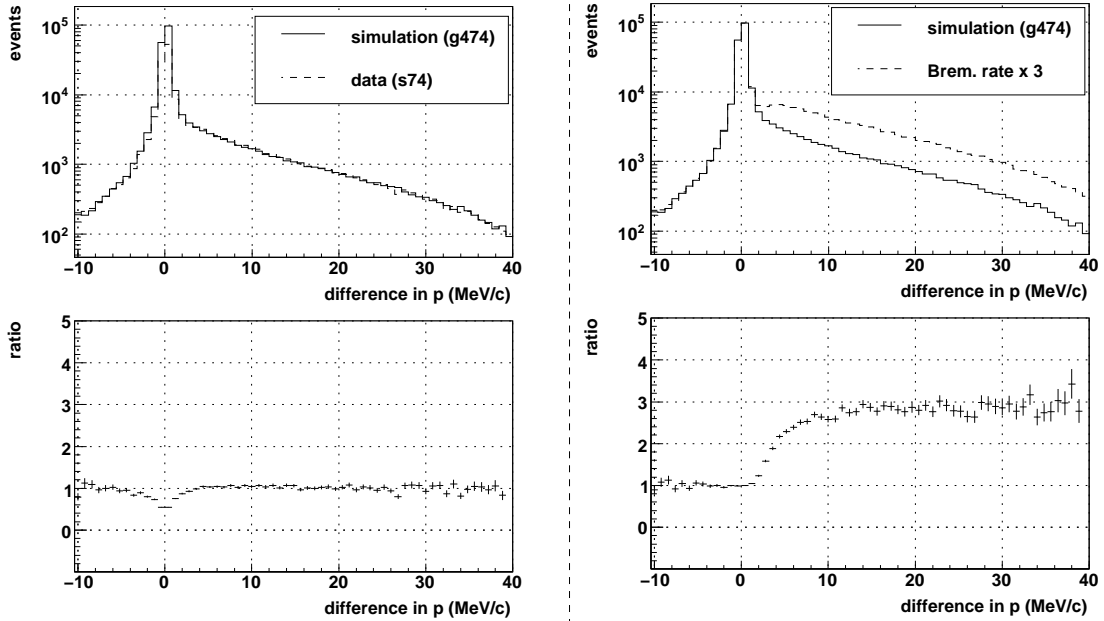 events
10^5
10^4
10^3
10^2
simulation (g474)
data (s74)
−10 0 10 20 30 40
difference in p (MeV/c)
ratio
5
4
3
2
1
0
−10 0 10 20 30 40
difference in p (MeV/c)
events
10^5
10^4
10^3
10^2
simulation (g474)
Brem. rate x 3
−10 0 10 20 30 40
difference in p (MeV/c)
ratio
5
4
3
2
1
0
−10 0 10 20 30 40
difference in p (MeV/c)